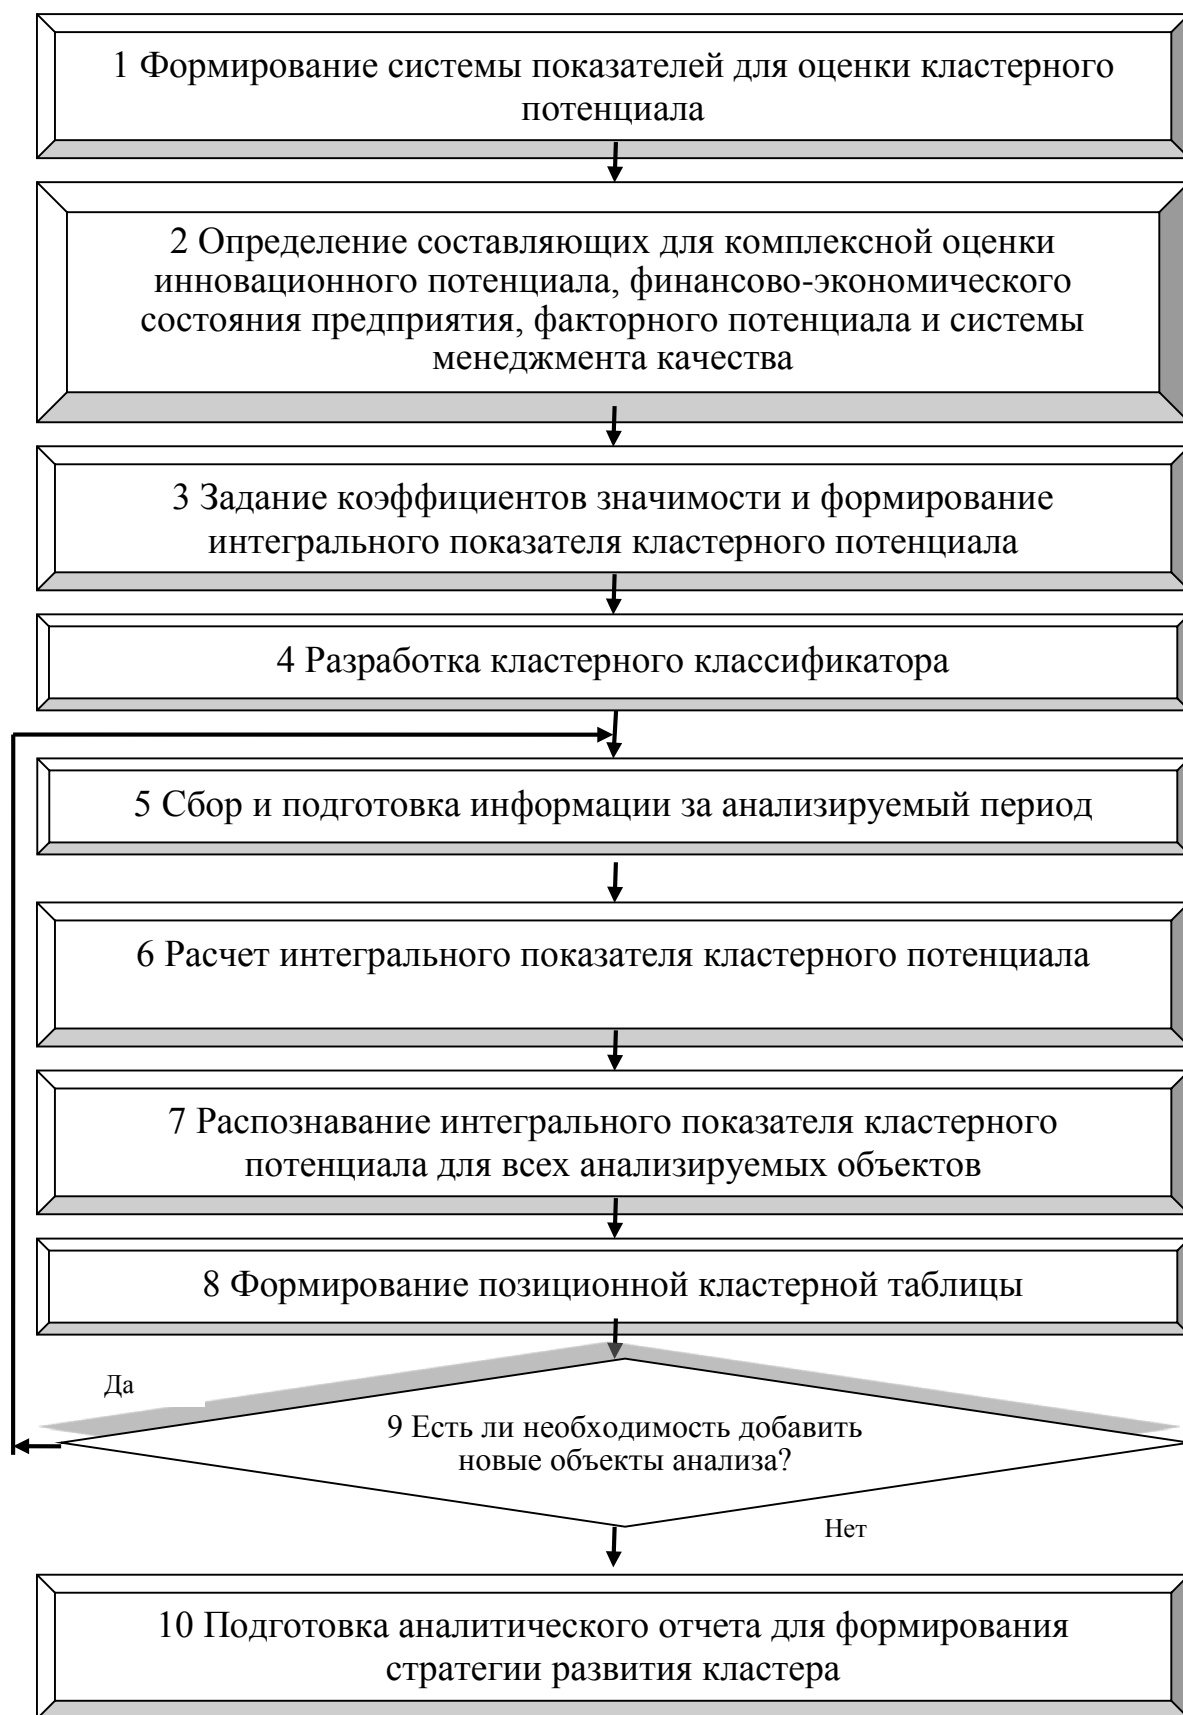 1 Формирование системы показателей для оценки кластерного
потенциала
2 Определение составляющих для комплексной оценки
инновационного потенциала, финансово-экономического
состояния предприятия, факторного потенциала и системы
менеджмента качества
3 Задание коэффициентов значимости и формирование
интегрального показателя кластерного потенциала
4 Разработка кластерного классификатора
5 Сбор и подготовка информации за анализируемый период
6 Расчет интегрального показателя кластерного потенциала
7 Распознавание интегрального показателя кластерного
потенциала для всех анализируемых объектов
8 Формирование позиционной кластерной таблицы
Да
9 Есть ли необходимость добавить
новые объекты анализа?
Нет
10 Подготовка аналитического отчета для формирования
стратегии развития кластера